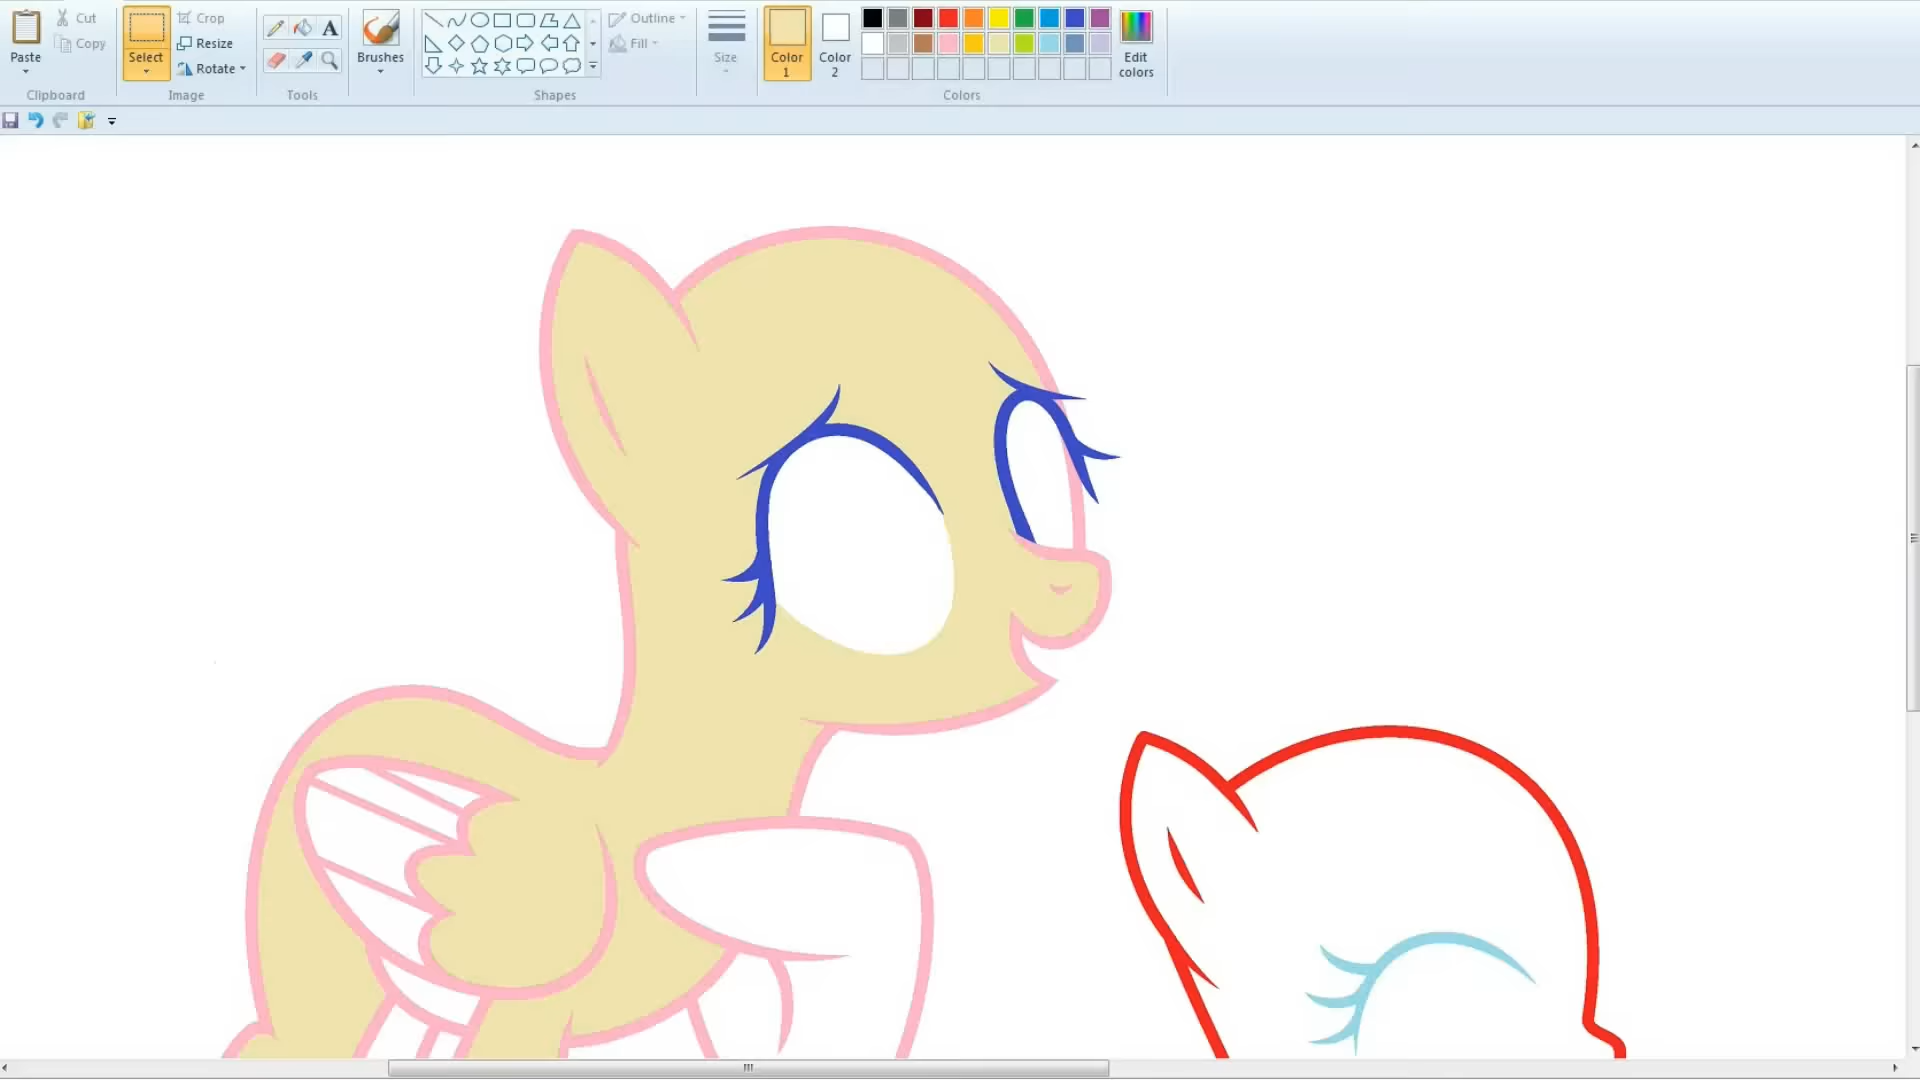 Paste
Cut
Copy
Clipboard
Select
Crop
Resize
Rotate
Image
A
Tools
Brushes
Outline
Fill
Shapes
Size
Color
1
Color
2
Edit
colors
Colors